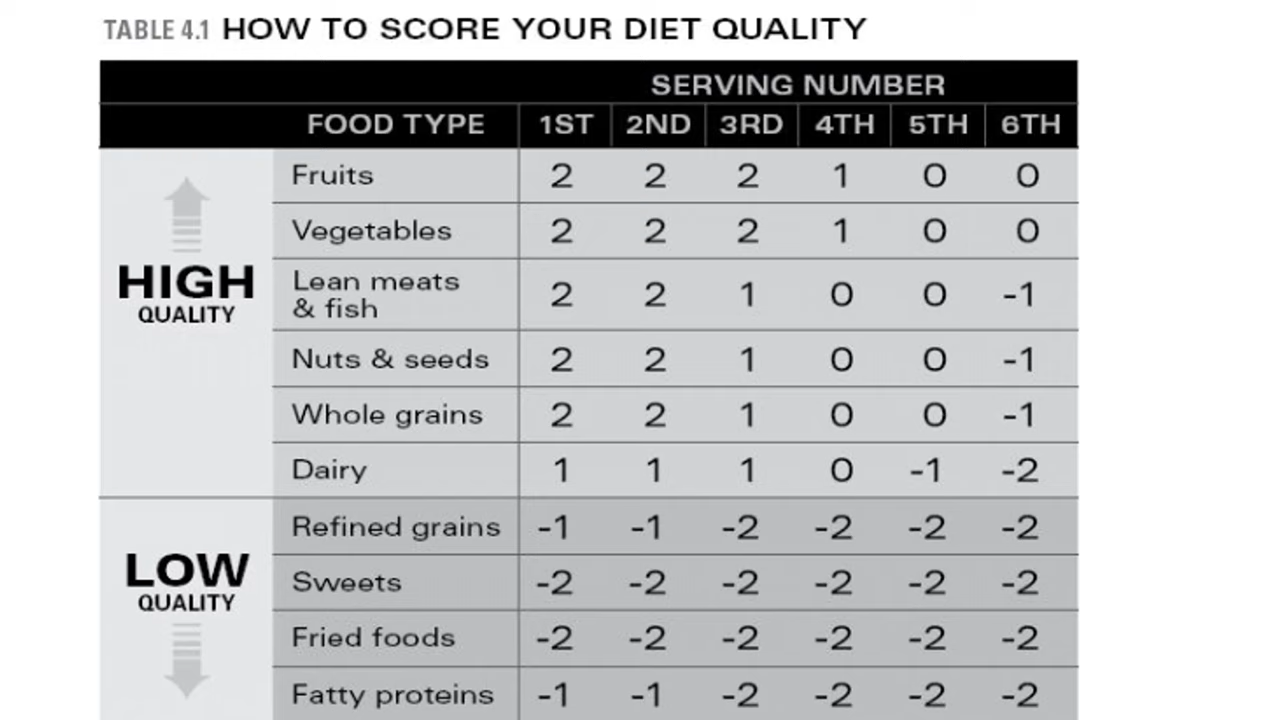 TABLE 4.1 HOW TO SCORE YOUR DIET QUALITY
SERVING NUMBER
FOOD TYPE 1ST 2ND 3RD 4TH 5TH 6TH
HIGH
QUALITY
Fruits 2 2 2 1 0 0
Vegetables 2 2 2 1 0 0
Lean meats
& fish 2 2 1 0 0 -1
Nuts & seeds 2 2 1 0 0 -1
Whole grains 2 2 1 0 0 -1
Dairy 1 1 1 0 -1 -2
LOW
QUALITY
Refined grains -1 -1 -2 -2 -2 -2
Sweets -2 -2 -2 -2 -2 -2
Fried foods -2 -2 -2 -2 -2 -2
Fatty proteins -1 -1 -2 -2 -2 -2